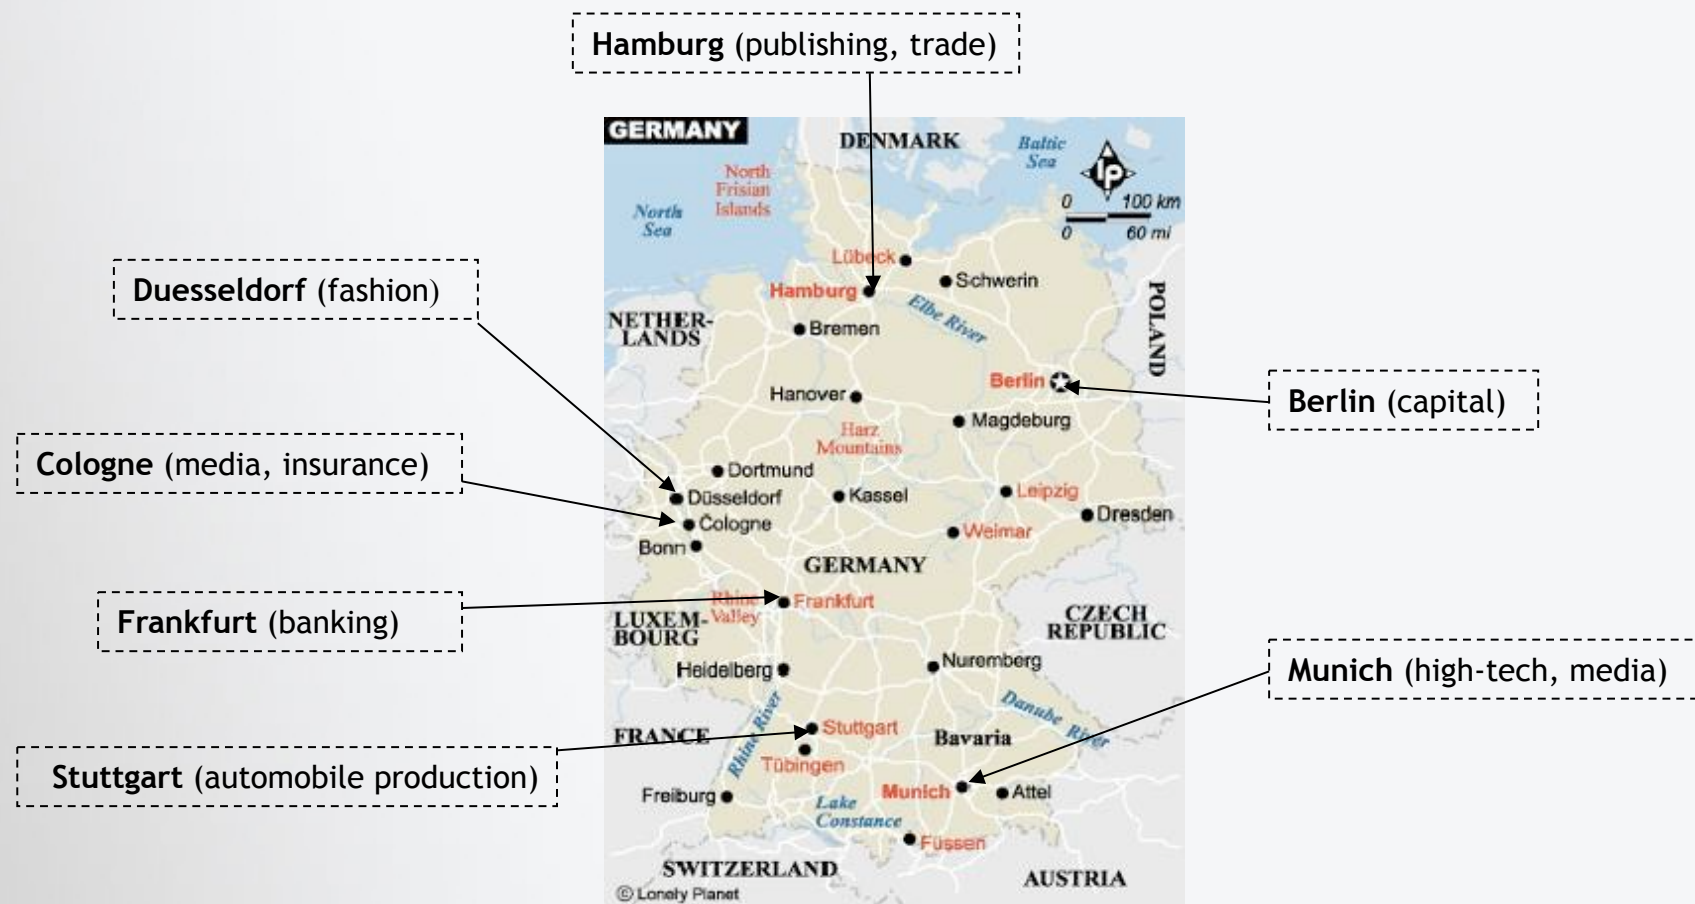 Hamburg (publishing, trade)
GERMANY
DENMARK
Baltic
Sea
North
Frisian
Islands
North
Sea
lp
0 100 km
0 60 mi
Lübeck
Schwerin
Hamburg
Elbe River
POLAND
Duesseldorf (fashion)
NETHER-
LANDS
Bremen
Berlin
Berlin (capital)
Hanover
Magdeburg
Harz
Mountains
Cologne (media, insurance)
Dortmund
Düsseldorf
Kassel
Leipzig
Cologne
Dresden
Weimar
Bonn
GERMANY
Frankfurt (banking)
Rhine
Valley
Frankfurt
LUXEM-
BOURG
CZECH
REPUBLIC
Heidelberg
Nuremberg
Munich (high-tech, media)
Rhine River
Danube River
FRANCE
Stuttgart
Bavaria
Stuttgart (automobile production)
Tübingen
Freiburg
Munich
Attel
Lake
Constance
Füssen
SWITZERLAND
AUSTRIA
© Lonely Planet